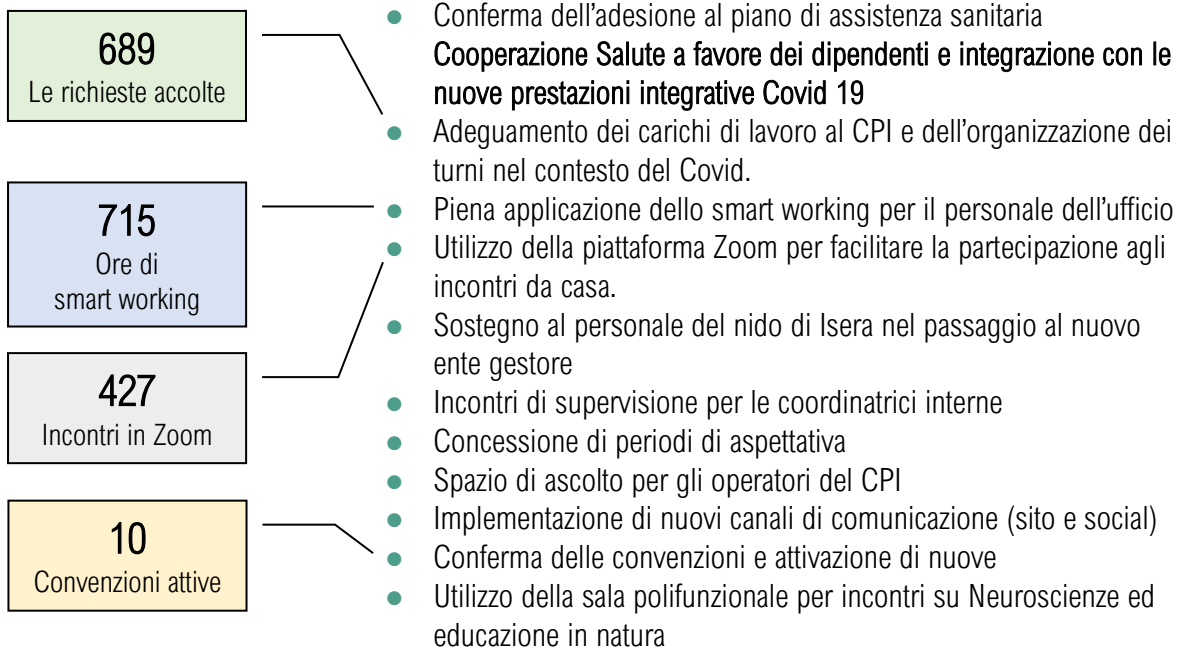 689
Le richieste accolte
715
Ore di
smart working
427
Incontri in Zoom
10
Convenzioni attive
● Conferma dell'adesione al piano di assistenza sanitaria
Cooperazione Salute a favore dei dipendenti e integrazione con le
nuove prestazioni integrative Covid 19
● Adeguamento dei carichi di lavoro al CPI e dell'organizzazione dei
turni nel contesto del Covid.
● Piena applicazione dello smart working per il personale dell'ufficio
● Utilizzo della piattaforma Zoom per facilitare la partecipazione agli
incontri da casa.
● Sostegno al personale del nido di Isera nel passaggio al nuovo
ente gestore
● Incontri di supervisione per le coordinatrici interne
● Concessione di periodi di aspettativa
● Spazio di ascolto per gli operatori del CPI
● Implementazione di nuovi canali di comunicazione (sito e social)
● Conferma delle convenzioni e attivazione di nuove
● Utilizzo della sala polifunzionale per incontri su Neuroscienze ed
educazione in natura